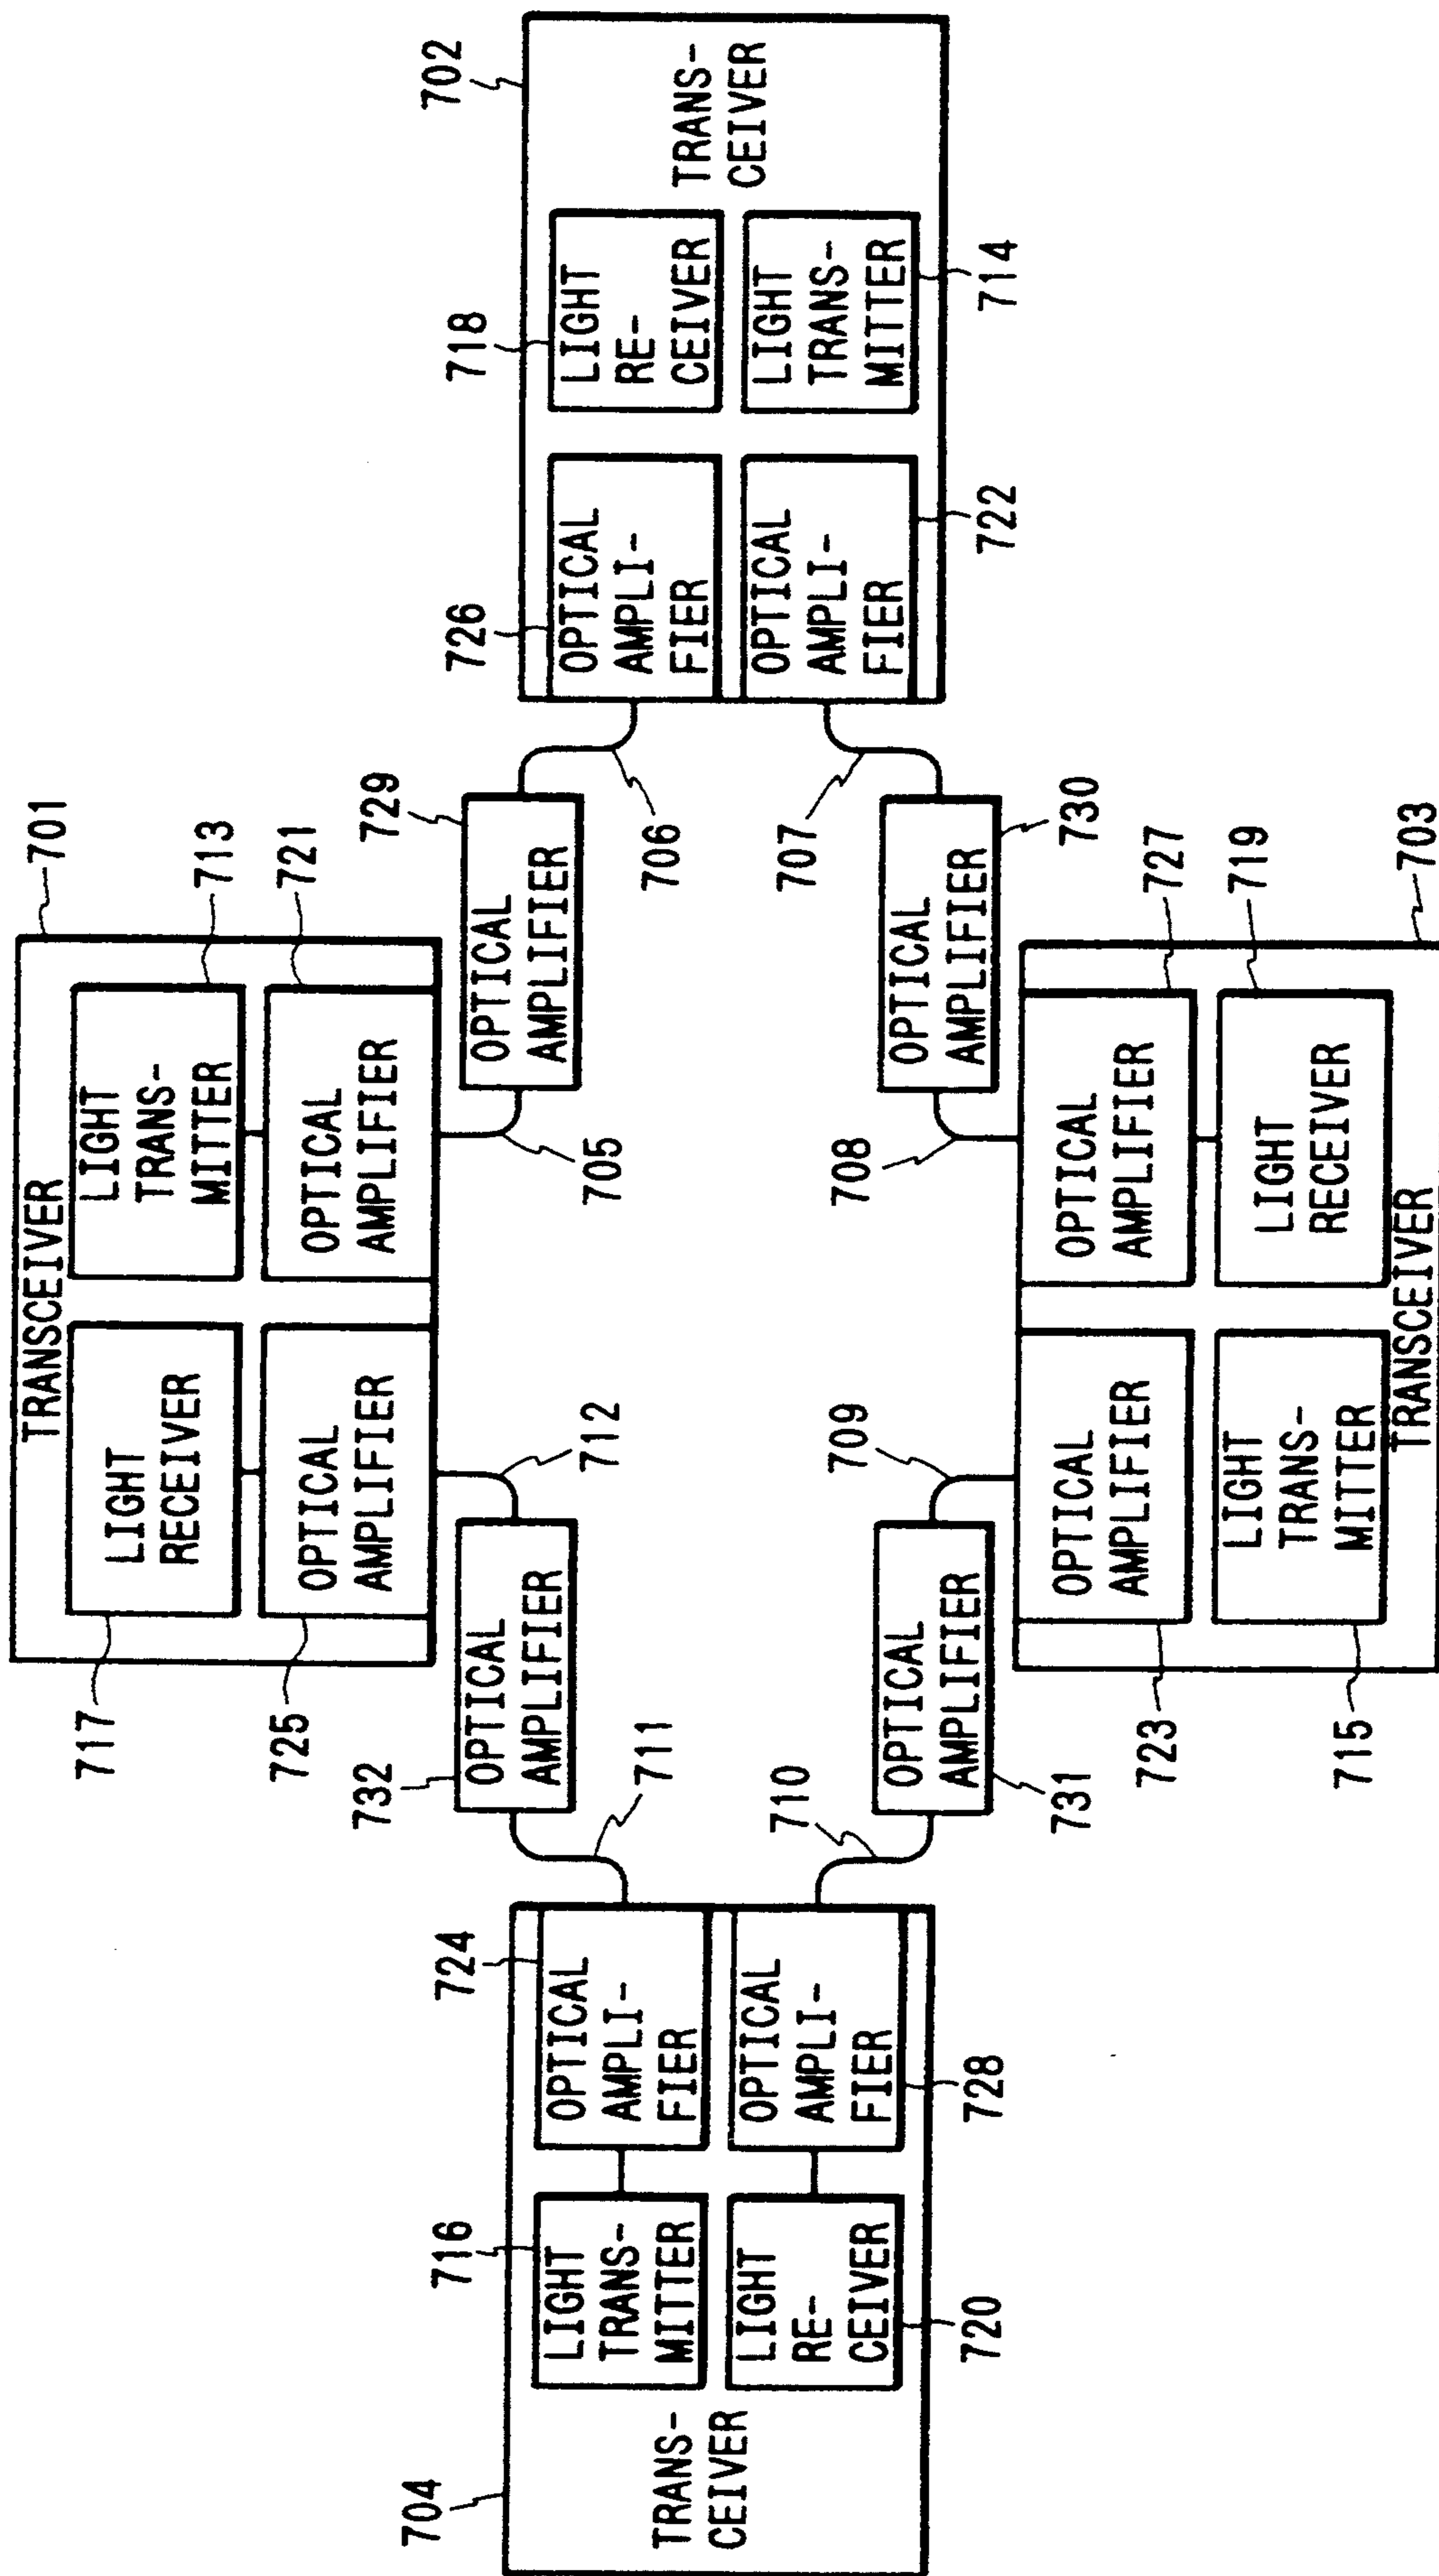 701
TRANSCEIVER
717
LIGHT
RECEIVER
LIGHT
TRANS-
MITTER
713
725
OPTICAL
AMPLIFIER
OPTICAL
AMPLIFIER
721
712
705
732
OPTICAL
AMPLIFIER
OPTICAL
AMPLIFIER
729
711
706
704
TRANS-
CEIVER
716
LIGHT
TRANS-
MITTER
724
OPTICAL
AMPLI-
FIER
LIGHT
RE-
CEIVER
720
OPTICAL
AMPLI-
FIER
728
726
OPTICAL
AMPLI-
FIER
718
LIGHT
RE-
CEIVER
702
TRANS-
CEIVER
OPTICAL
AMPLI-
FIER
722
LIGHT
TRANS-
MITTER
714
710
707
OPTICAL
AMPLIFIER
731
OPTICAL
AMPLIFIER
730
709
708
723
OPTICAL
AMPLIFIER
OPTICAL
AMPLIFIER
727
715
LIGHT
TRANS-
MITTER
LIGHT
RECEIVER
719
TRANSCEIVER
703